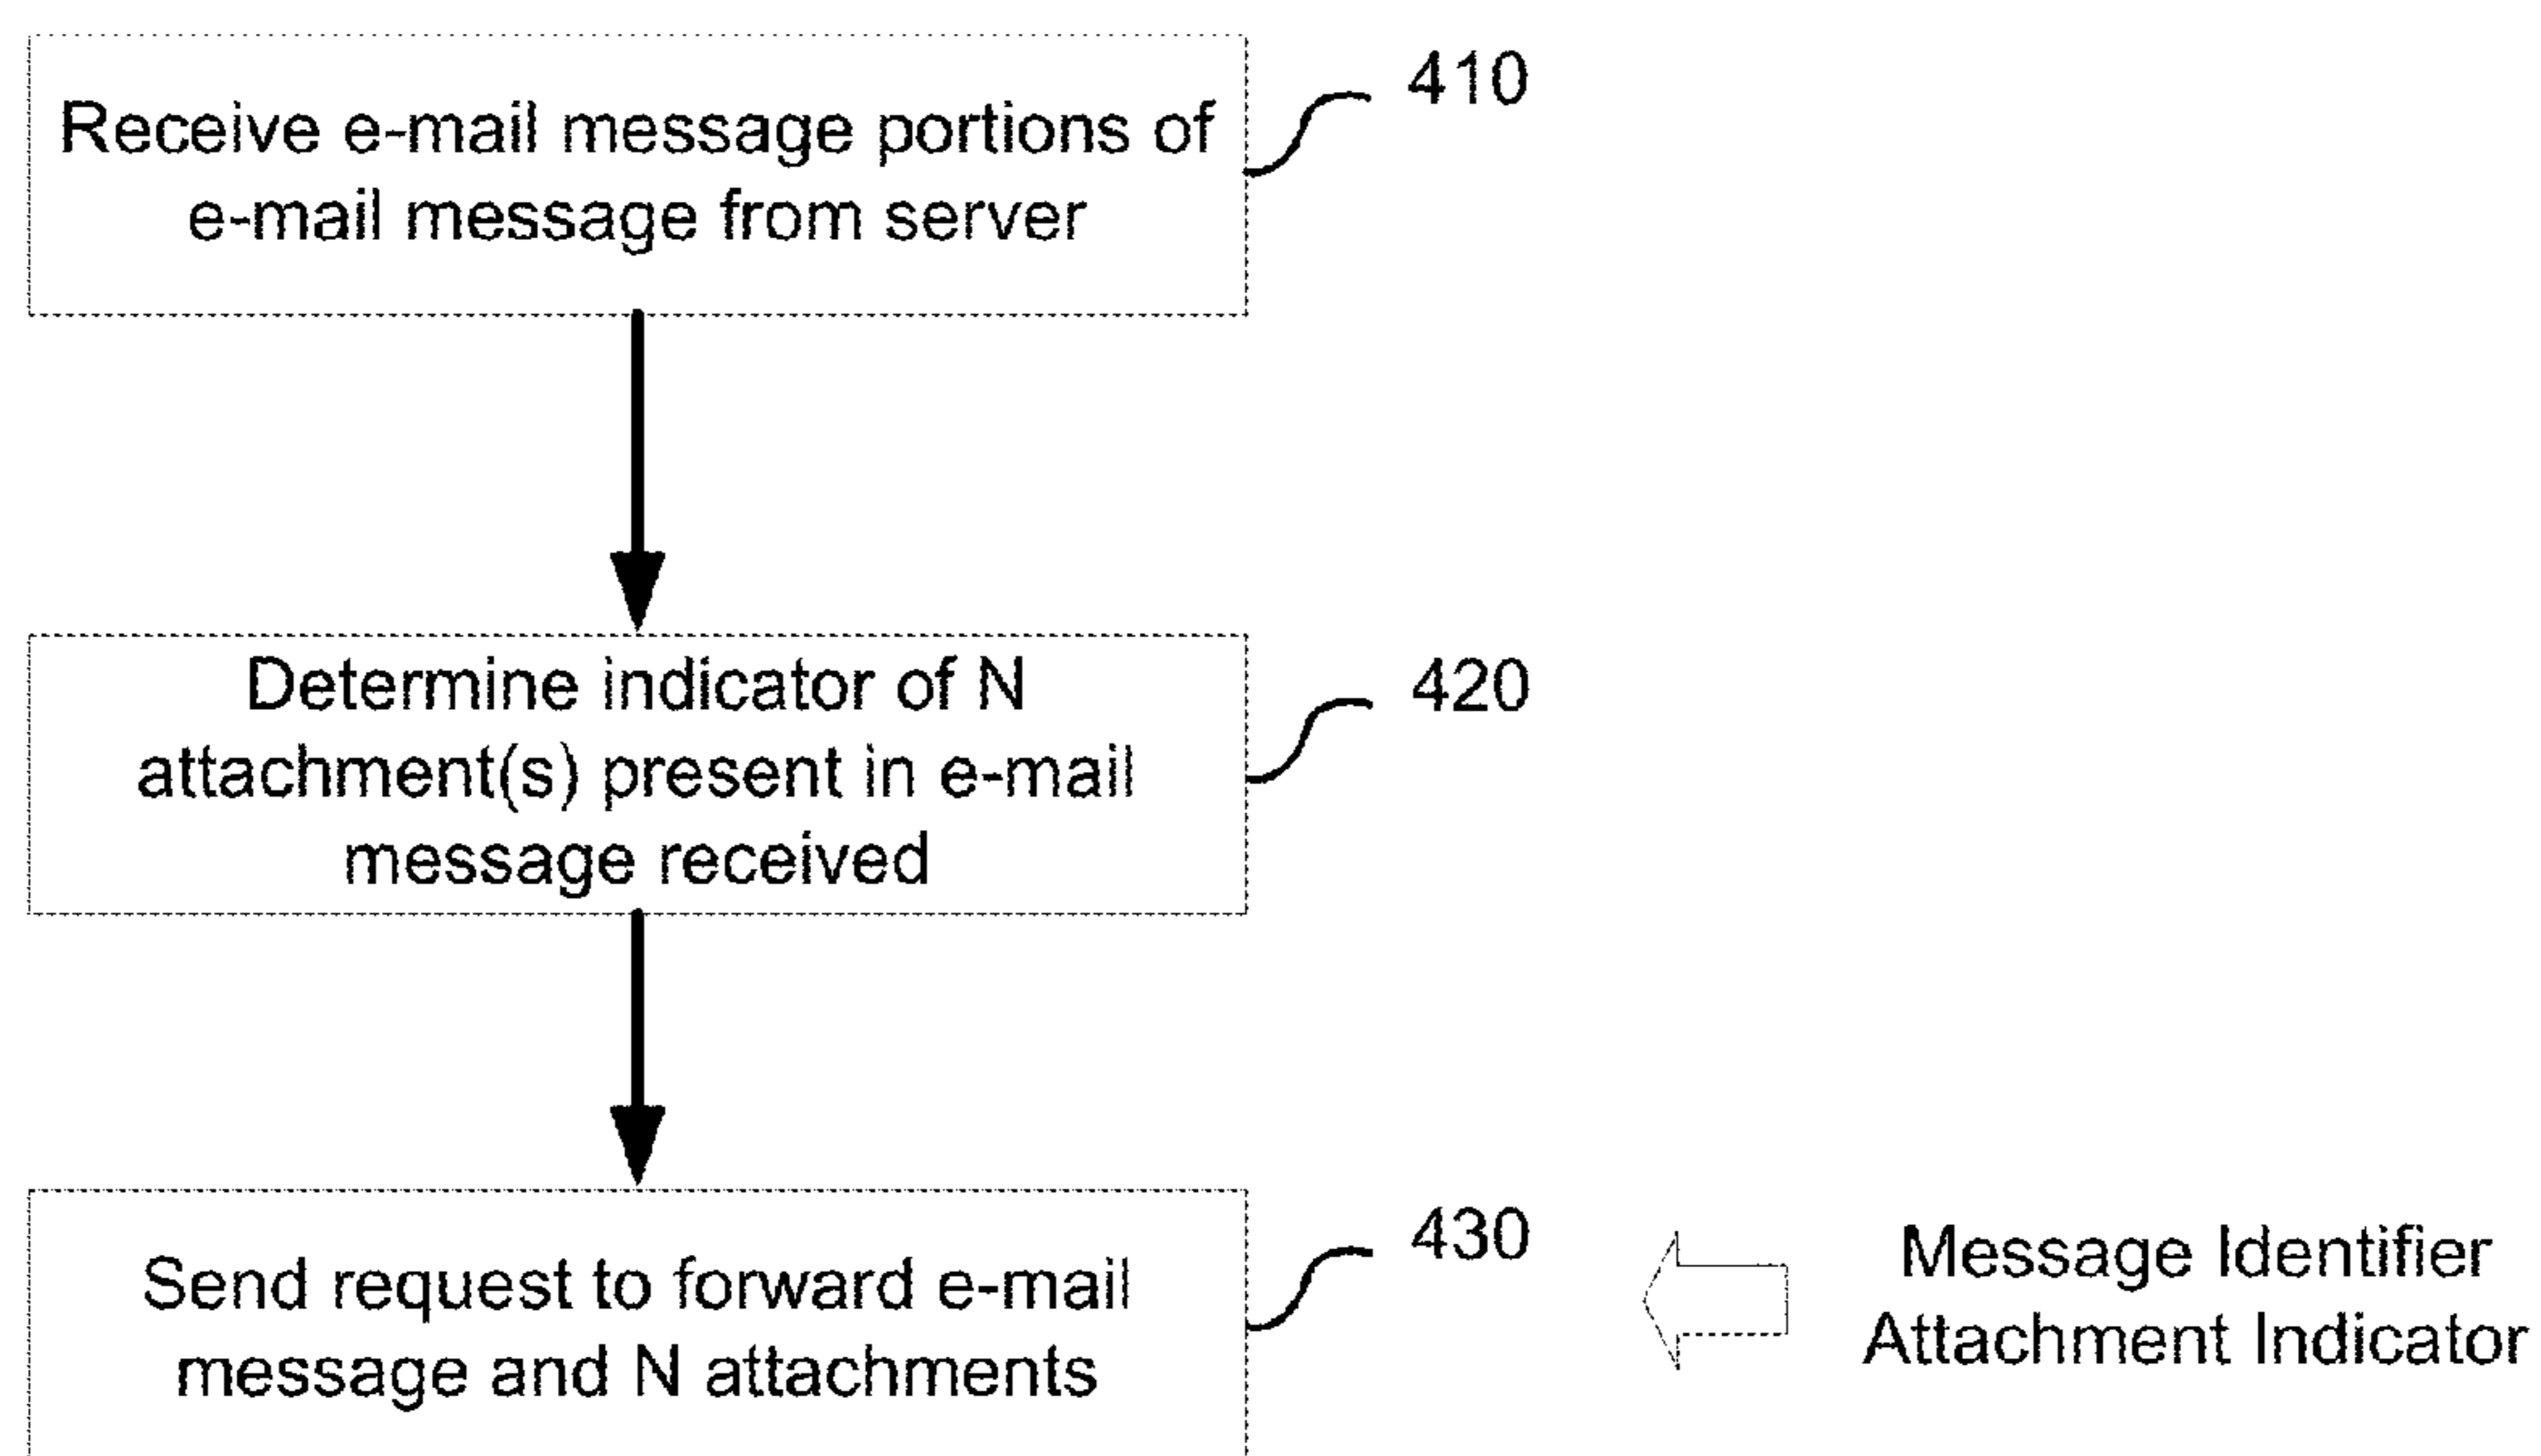 Receive e-mail message portions of
e-mail message from server
410
Determine indicator of N
attachment(s) present in e-mail
message received
420
Send request to forward e-mail
message and N attachments
430
Message Identifier
Attachment Indicator